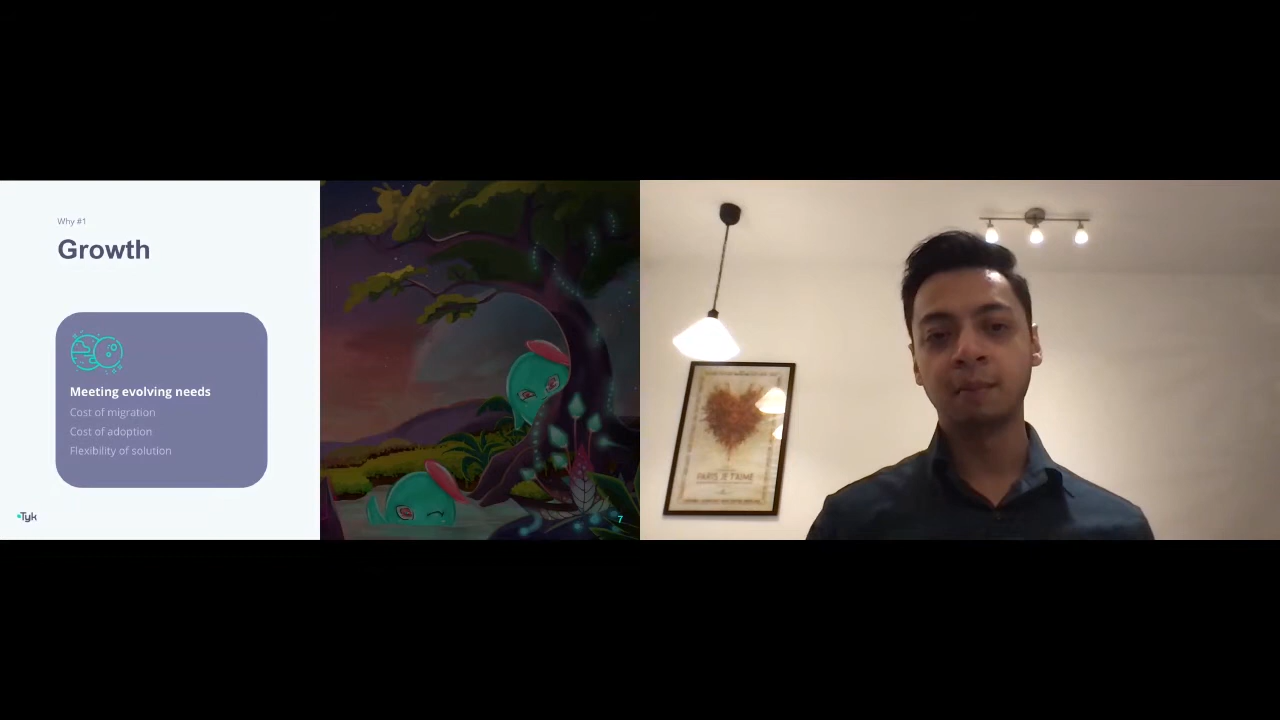 Why #1
Growth
Meeting evolving needs
Cost of migration
Cost of adoption
Flexibility of solution
Tyk
7
PARIS JE T'AIME